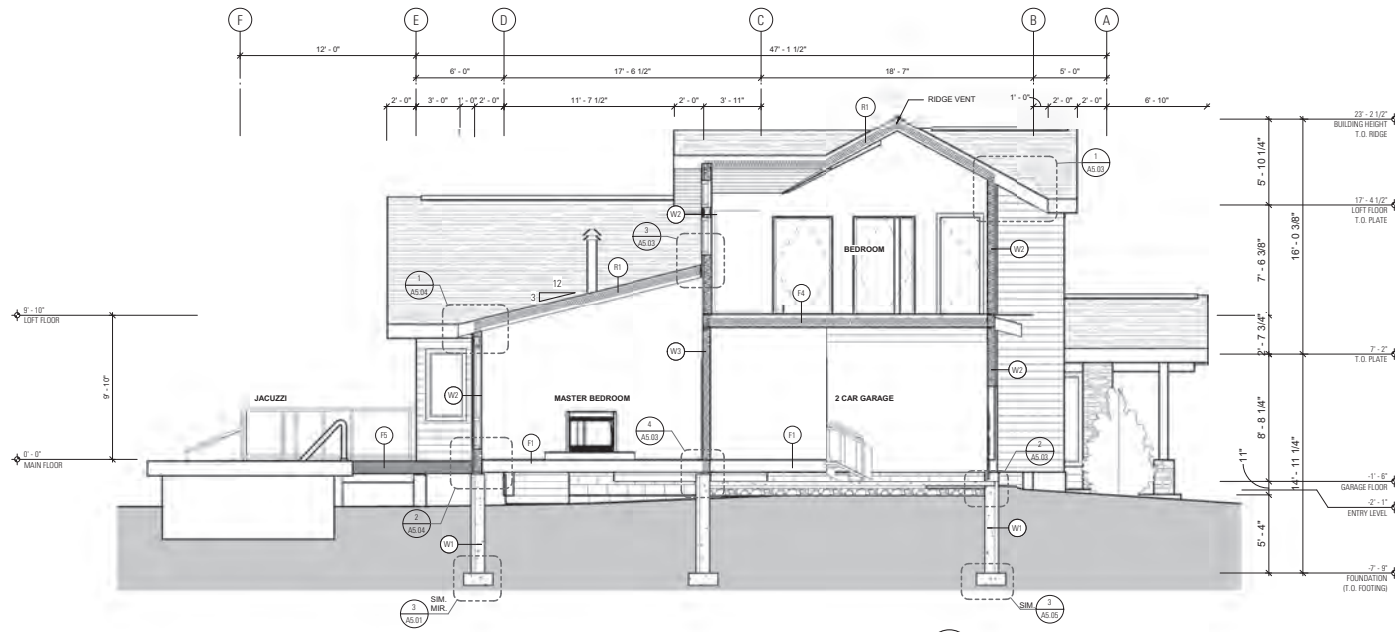 F
E
D
C
B
A
12' - 0"
47' - 1 1/2"
6' - 0"
17' - 6 1/2"
18' - 7"
5' - 0"
2' - 0"
3' - 0"
1' - 0"
2' - 0"
11' - 7 1/2"
2' - 0"
3' - 11"
1' - 0"
2' - 0"
2' - 0"
6' - 10"
RIDGE VENT
R1
23' - 2 1/2"
BUILDING HEIGHT
T.O. RIDGE
5' - 10 1/4"
1
A5.03
17' - 4 1/2"
LOFT FLOOR
T.O. PLATE
W2
3
A5.03
BEDROOM
W2
7' - 6 3/8"
16' - 0 3/8"
R1
12
3
1
A5.04
F4
9' - 10"
LOFT FLOOR
2' - 7 3/4"
7' - 2"
T.O. PLATE
W3
W2
9' - 10"
W2
JACUZZI
MASTER BEDROOM
2 CAR GARAGE
8' - 8 1/4"
14' - 11 1/4"
F5
F1
4
A5.03
F1
2
A5.03
0' - 0"
MAIN FLOOR
11"
-1' - 6"
GARAGE FLOOR
-2' - 1"
ENTRY LEVEL
2
A5.04
W1
W1
5' - 4"
-7' - 9"
FOUNDATION
(T.O. FOOTING)
SIM.
MIR.
3
A5.01
SIM.
3
A5.05